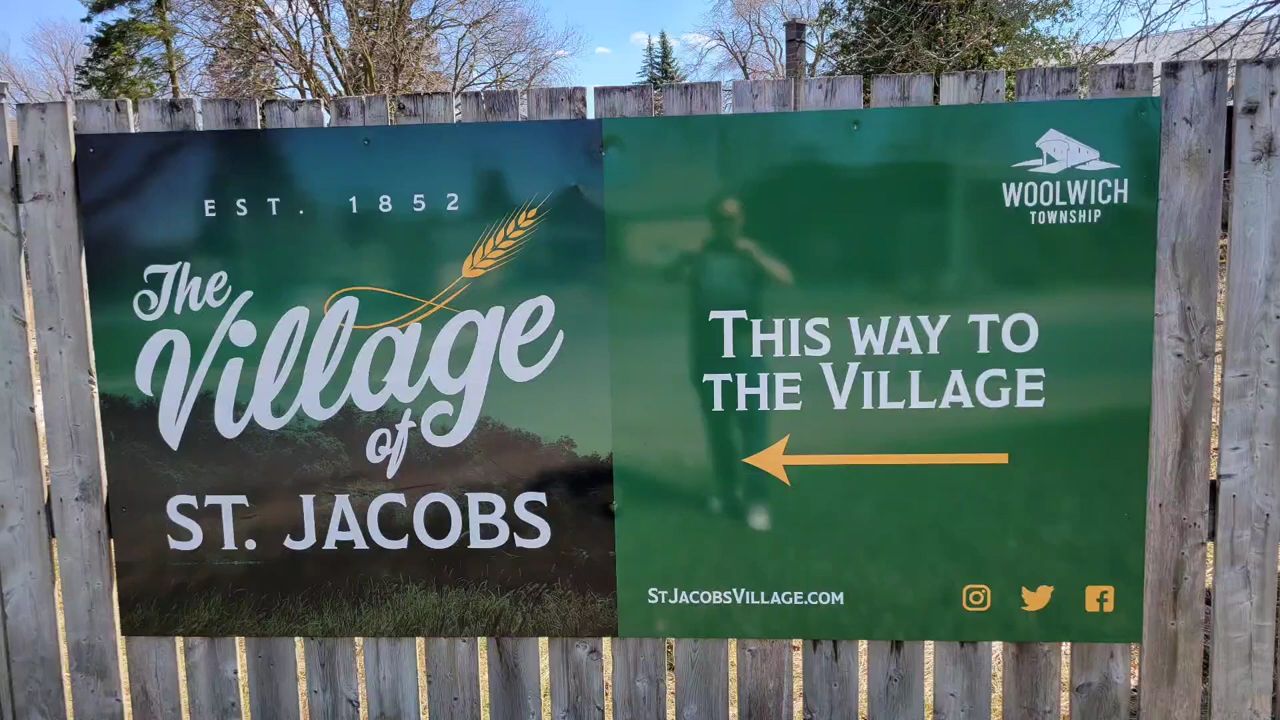 EST. 1852
The
Village
of
ST. JACOBS
WOOLWICH
TOWNSHIP
THIS WAY TO
THE VILLAGE
STJACOBSVILLAGE.COM